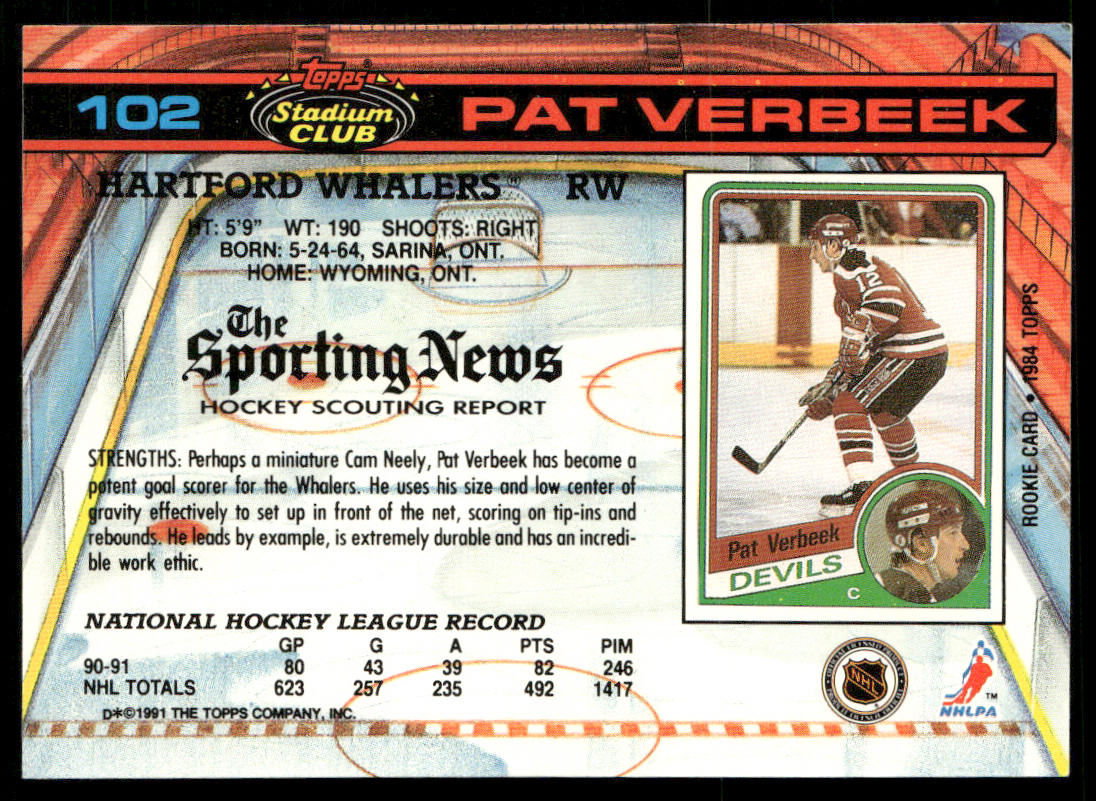 102
Topps®
Stadium
CLUB
PAT VERBEEK
HARTFORD WHALERS® RW
HT: 5'9" WT: 190 SHOOTS: RIGHT
BORN: 5-24-64, SARINA, ONT.
HOME: WYOMING, ONT.
The
Sporting News
HOCKEY SCOUTING REPORT
STRENGTHS: Perhaps a miniature Cam Neely, Pat Verbeek has become a
potent goal scorer for the Whalers. He uses his size and low center of
gravity effectively to set up in front of the net, scoring on tip-ins and
rebounds. He leads by example, is extremely durable and has an incredi-
ble work ethic.
NATIONAL HOCKEY LEAGUE RECORD
GP G A PTS PIM
90-91 80 43 39 82 246
NHL TOTALS 623 257 235 492 1417
D*©1991 THE TOPPS COMPANY, INC.
12
Pat Verbeek
DEVILS
C
ROOKIE CARD • 1984 TOPPS
NHL
NHLPA
™